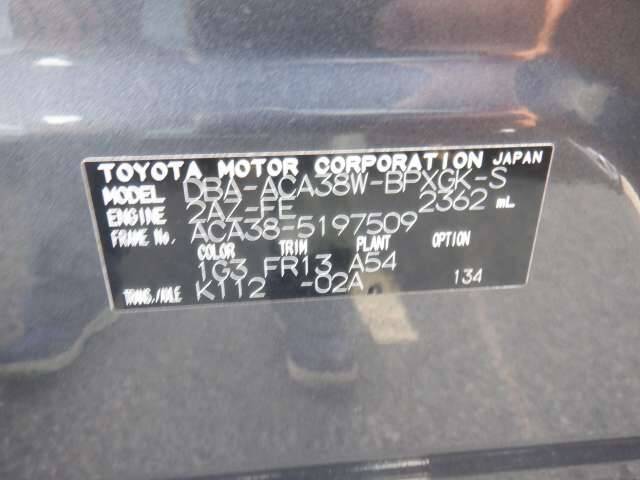 TOYOTA MOTOR CORPORATION JAPAN
MODEL DBA-ACA38W-BPXGK-S
ENGINE 2AZ-FE 2362 mL
FRAME No. ACA38-5197509
COLOR TRIM PLANT OPTION
1G3 FR13 A54
TRANS./AXLE K112 -02A 134